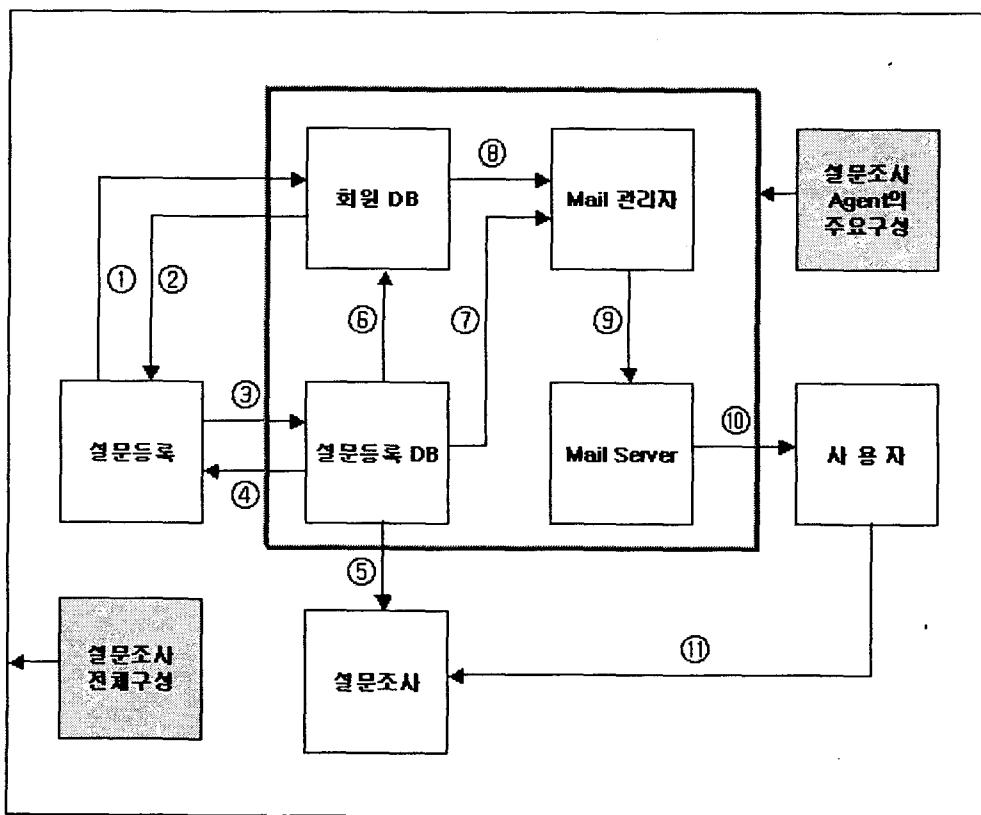 회원 DB
⑧
Mail 관리자
설문조사
Agent의
주요구성
①
②
⑥
⑦
⑨
설문등록
③
④
설문등록 DB
Mail Server
⑩
사 용 자
⑤
설문조사
전체구성
설문조사
⑪